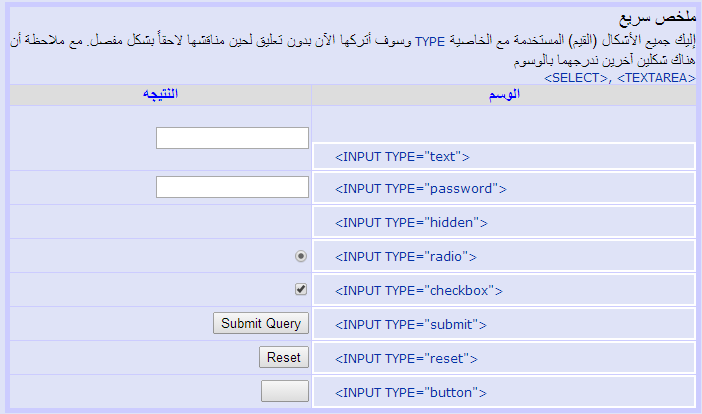 ملخص سريع
إليك جميع الأشكال (القيم) المستخدمة مع الخاصية TYPE وسوف أتركها الآن بدون تعليق لحين مناقشها لاحقاً بشكل مفصل. مع ملاحظة أن
هناك شكلين آخرين ندرجهما بالوسوم
<SELECT>, <TEXTAREA>
الوسم النتيجه
<INPUT TYPE="text">
<INPUT TYPE="password">
<INPUT TYPE="hidden">
<INPUT TYPE="radio">
<INPUT TYPE="checkbox">
<INPUT TYPE="submit"> Submit Query
<INPUT TYPE="reset"> Reset
<INPUT TYPE="button">